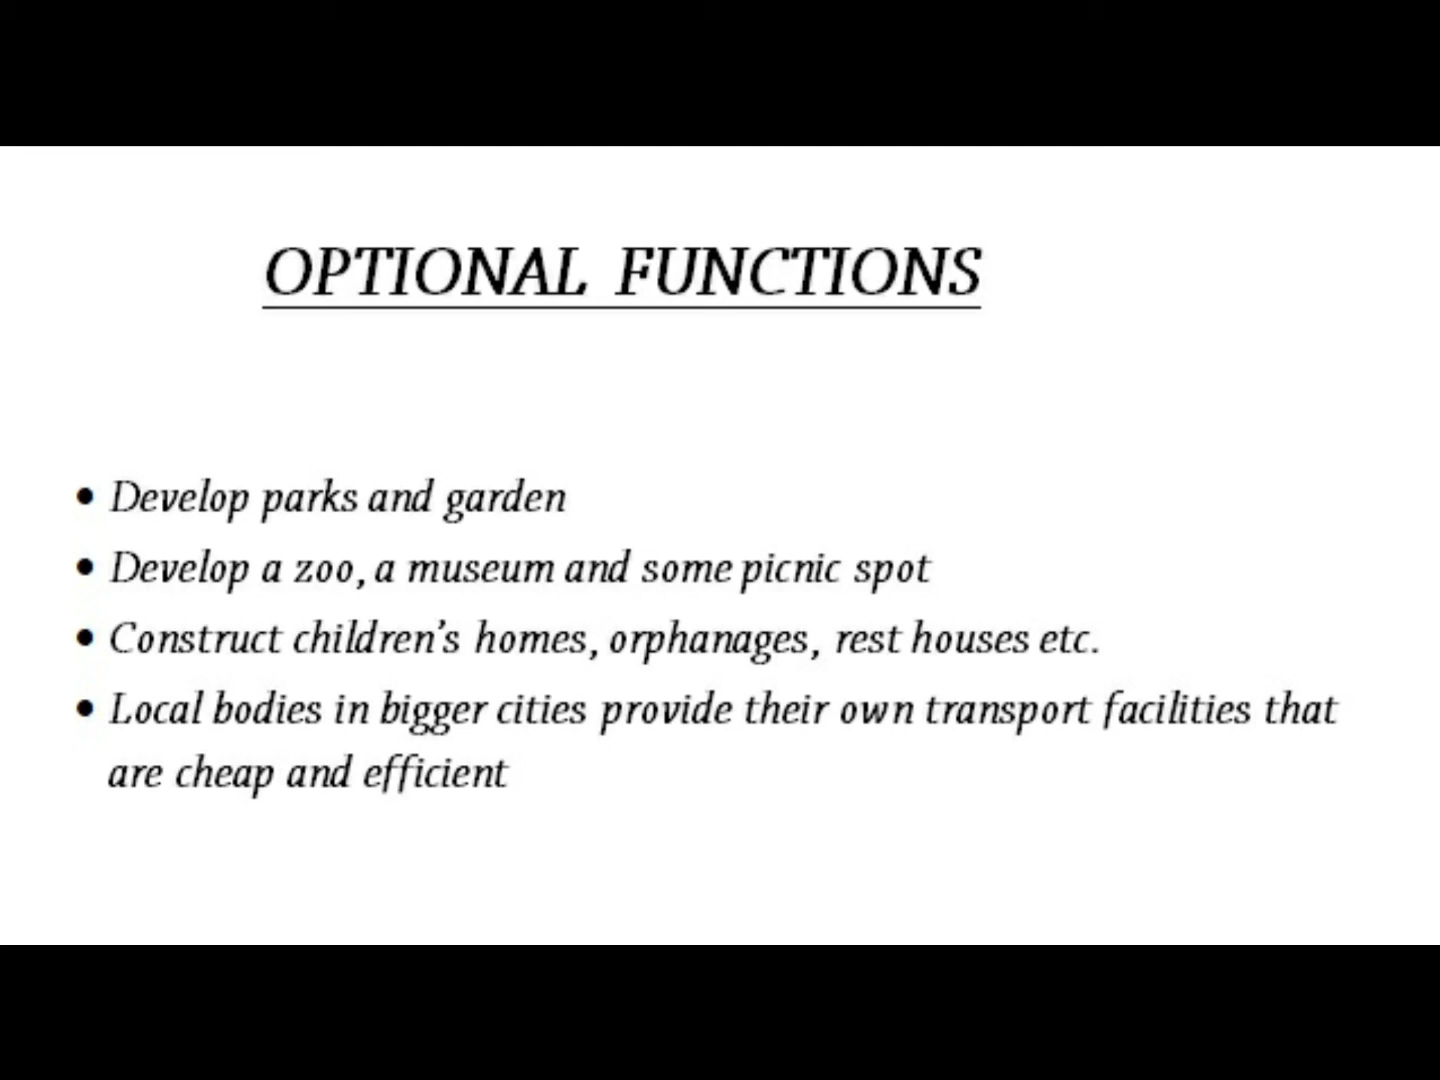 OPTIONAL FUNCTIONS
• Develop parks and garden
• Develop a zoo, a museum and some picnic spot
• Construct children’s homes, orphanages, rest houses etc.
• Local bodies in bigger cities provide their own transport facilities that
are cheap and efficient